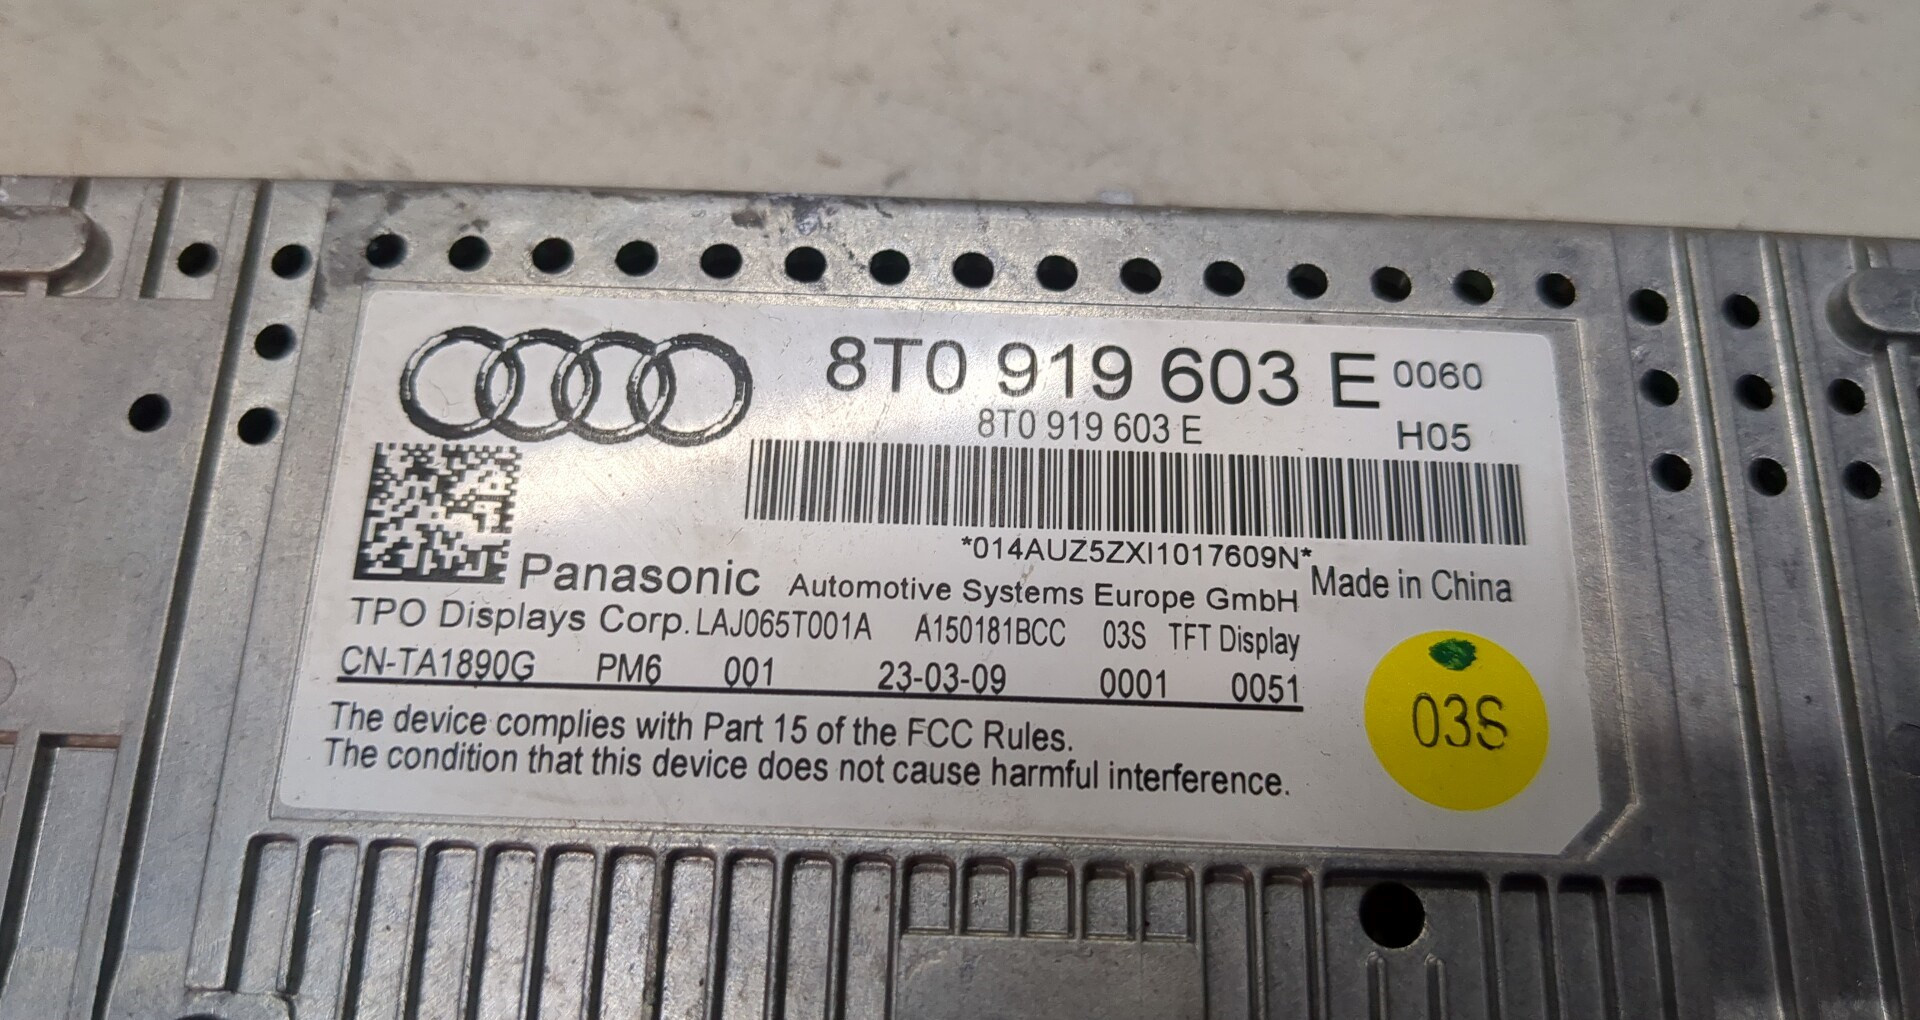 8T0 919 603 E 0060
8T0 919 603 E H05
*014AUZ5ZXI1017609N*
Panasonic Automotive Systems Europe GmbH Made in China
TPO Displays Corp. LAJ065T001A A150181BCC 03S TFT Display
CN-TA1890G PM6 001 23-03-09 0001 0051
03S
The device complies with Part 15 of the FCC Rules.
The condition that this device does not cause harmful interference.